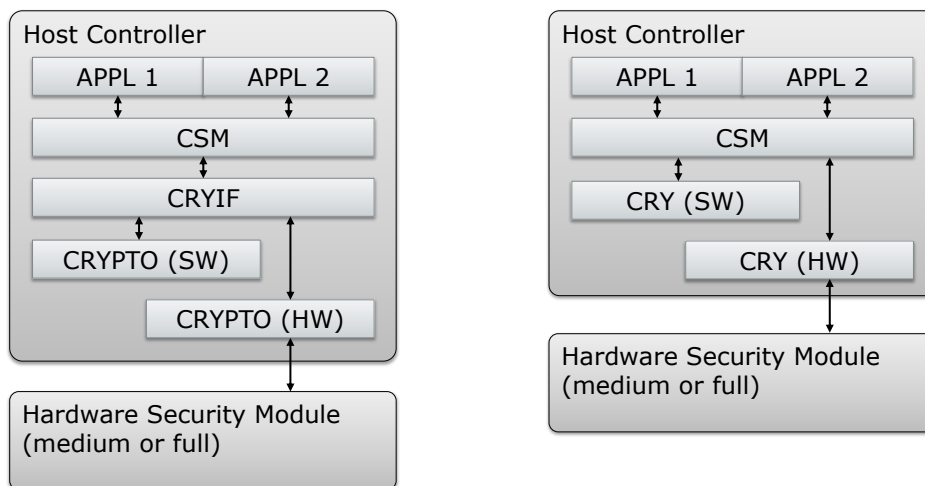 Host Controller
APPL 1
APPL 2
CSM
CRYIF
CRYPTO (SW)
CRYPTO (HW)
Hardware Security Module
(medium or full)
Host Controller
APPL 1
APPL 2
CSM
CRY (SW)
CRY (HW)
Hardware Security Module
(medium or full)